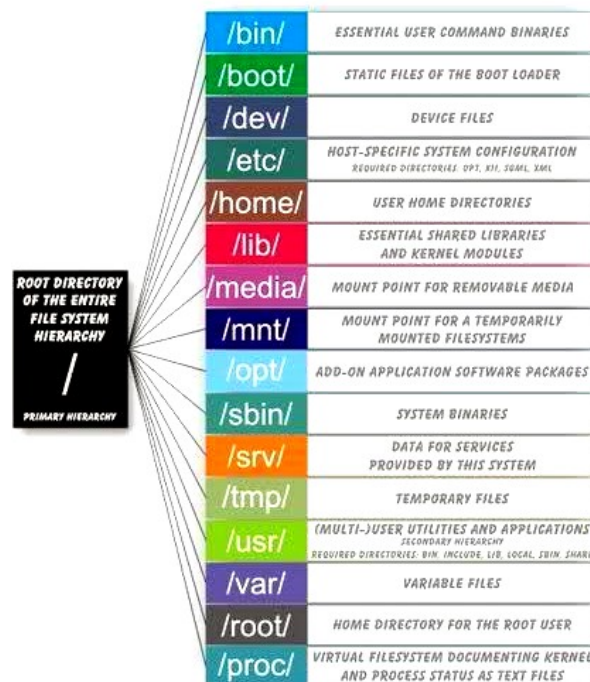 ROOT DIRECTORY
OF THE ENTIRE
FILE SYSTEM
HIERARCHY
/
PRIMARY HIERARCHY
/bin/
ESSENTIAL USER COMMAND BINARIES
/boot/
STATIC FILES OF THE BOOT LOADER
/dev/
DEVICE FILES
/etc/
HOST-SPECIFIC SYSTEM CONFIGURATION
REQUIRED DIRECTORIES: OPT, XII, SGML, XML
/home/
USER HOME DIRECTORIES
/lib/
ESSENTIAL SHARED LIBRARIES
AND KERNEL MODULES
/media/
MOUNT POINT FOR REMOVABLE MEDIA
/mnt/
MOUNT POINT FOR A TEMPORARILY
MOUNTED FILESYSTEMS
/opt/
ADD-ON APPLICATION SOFTWARE PACKAGES
/sbin/
SYSTEM BINARIES
/srv/
DATA FOR SERVICES
PROVIDED BY THIS SYSTEM
/tmp/
TEMPORARY FILES
/usr/
(MULTI-)USER UTILITIES AND APPLICATIONS
SECONDARY HIERARCHY
REQUIRED DIRECTORIES: BIN, INCLUDE, LIB, LOCAL, SBIN, SHARE
/var/
VARIABLE FILES
/root/
HOME DIRECTORY FOR THE ROOT USER
/proc/
VIRTUAL FILESYSTEM DOCUMENTING KERNEL
AND PROCESS STATUS AS TEXT FILES